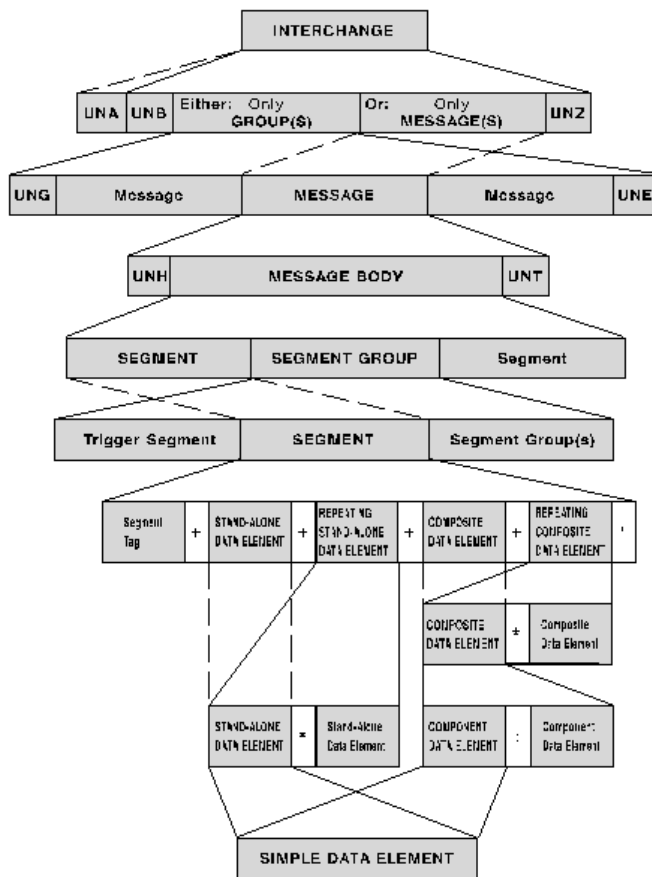 INTERCHANGE
UNA UNB Either: Only GROUP(S) Or: Only MESSAGE(S) UNZ
UNG Message MESSAGE Message UNE
UNH MESSAGE BODY UNT
SEGMENT SEGMENT GROUP Segment
Trigger Segment SEGMENT Segment Group(s)
Segment Tag + STAND-ALONE DATA ELEMENT + REPEATING STAND-ALONE DATA ELEMENT + COMPOSITE DATA ELEMENT + REPEATING COMPOSITE DATA ELEMENT '
COMPOSITE DATA ELEMENT * Composite Data Element
STAND-ALONE DATA ELEMENT * Stand-Alone Data Element COMPONENT DATA ELEMENT : Component Data Element
SIMPLE DATA ELEMENT